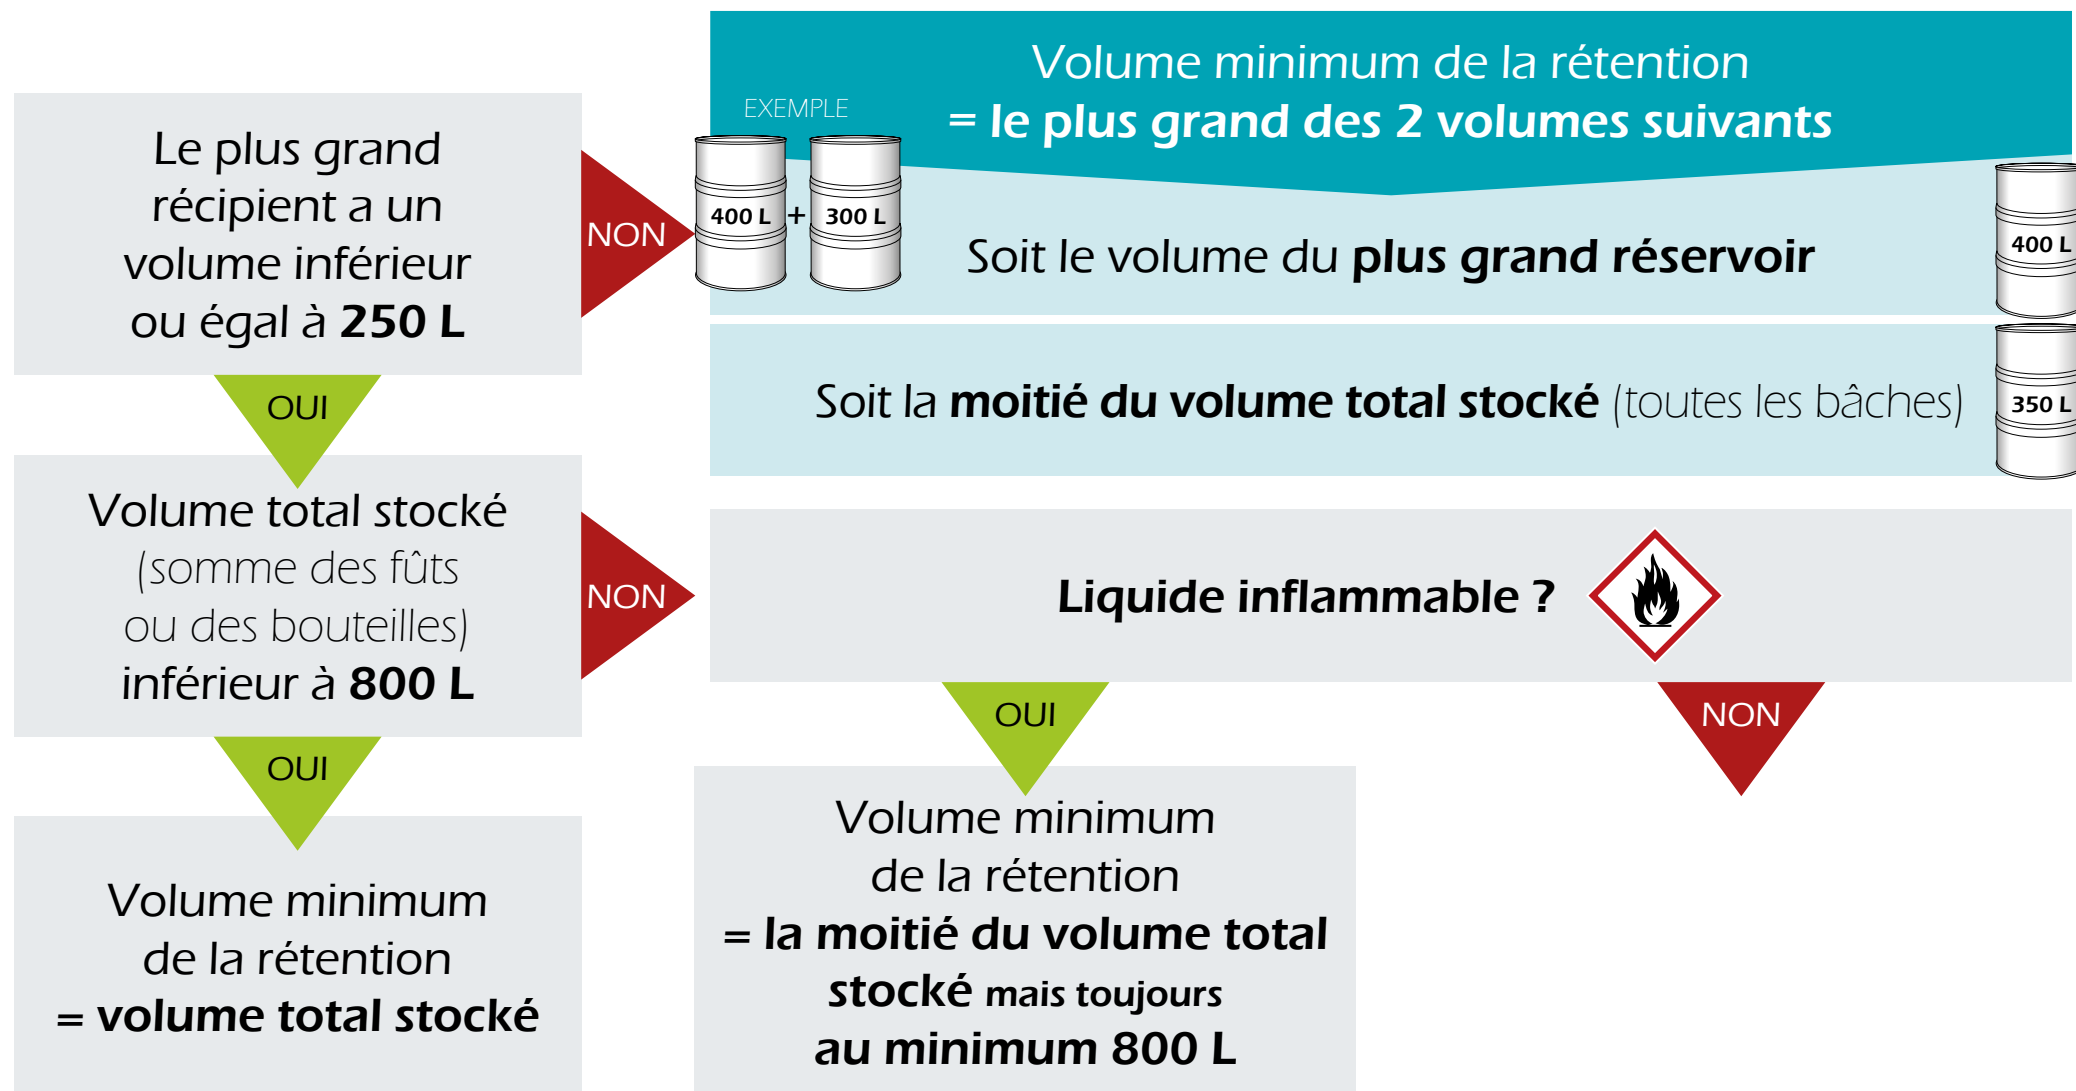 Le plus grand
récipient a un
volume inférieur
ou égal à 250 L
NON
EXEMPLE
Volume minimum de la rétention
= le plus grand des 2 volumes suivants
400 L
+
300 L
Soit le volume du plus grand réservoir
400 L
Soit la moitié du volume total stocké (toutes les bâches)
350 L
OUI
Volume total stocké
(somme des fûts
ou des bouteilles)
inférieur à 800 L
NON
Liquide inflammable ?
OUI
NON
OUI
Volume minimum
de la rétention
= volume total stocké
Volume minimum
de la rétention
= la moitié du volume total
stocké mais toujours
au minimum 800 L